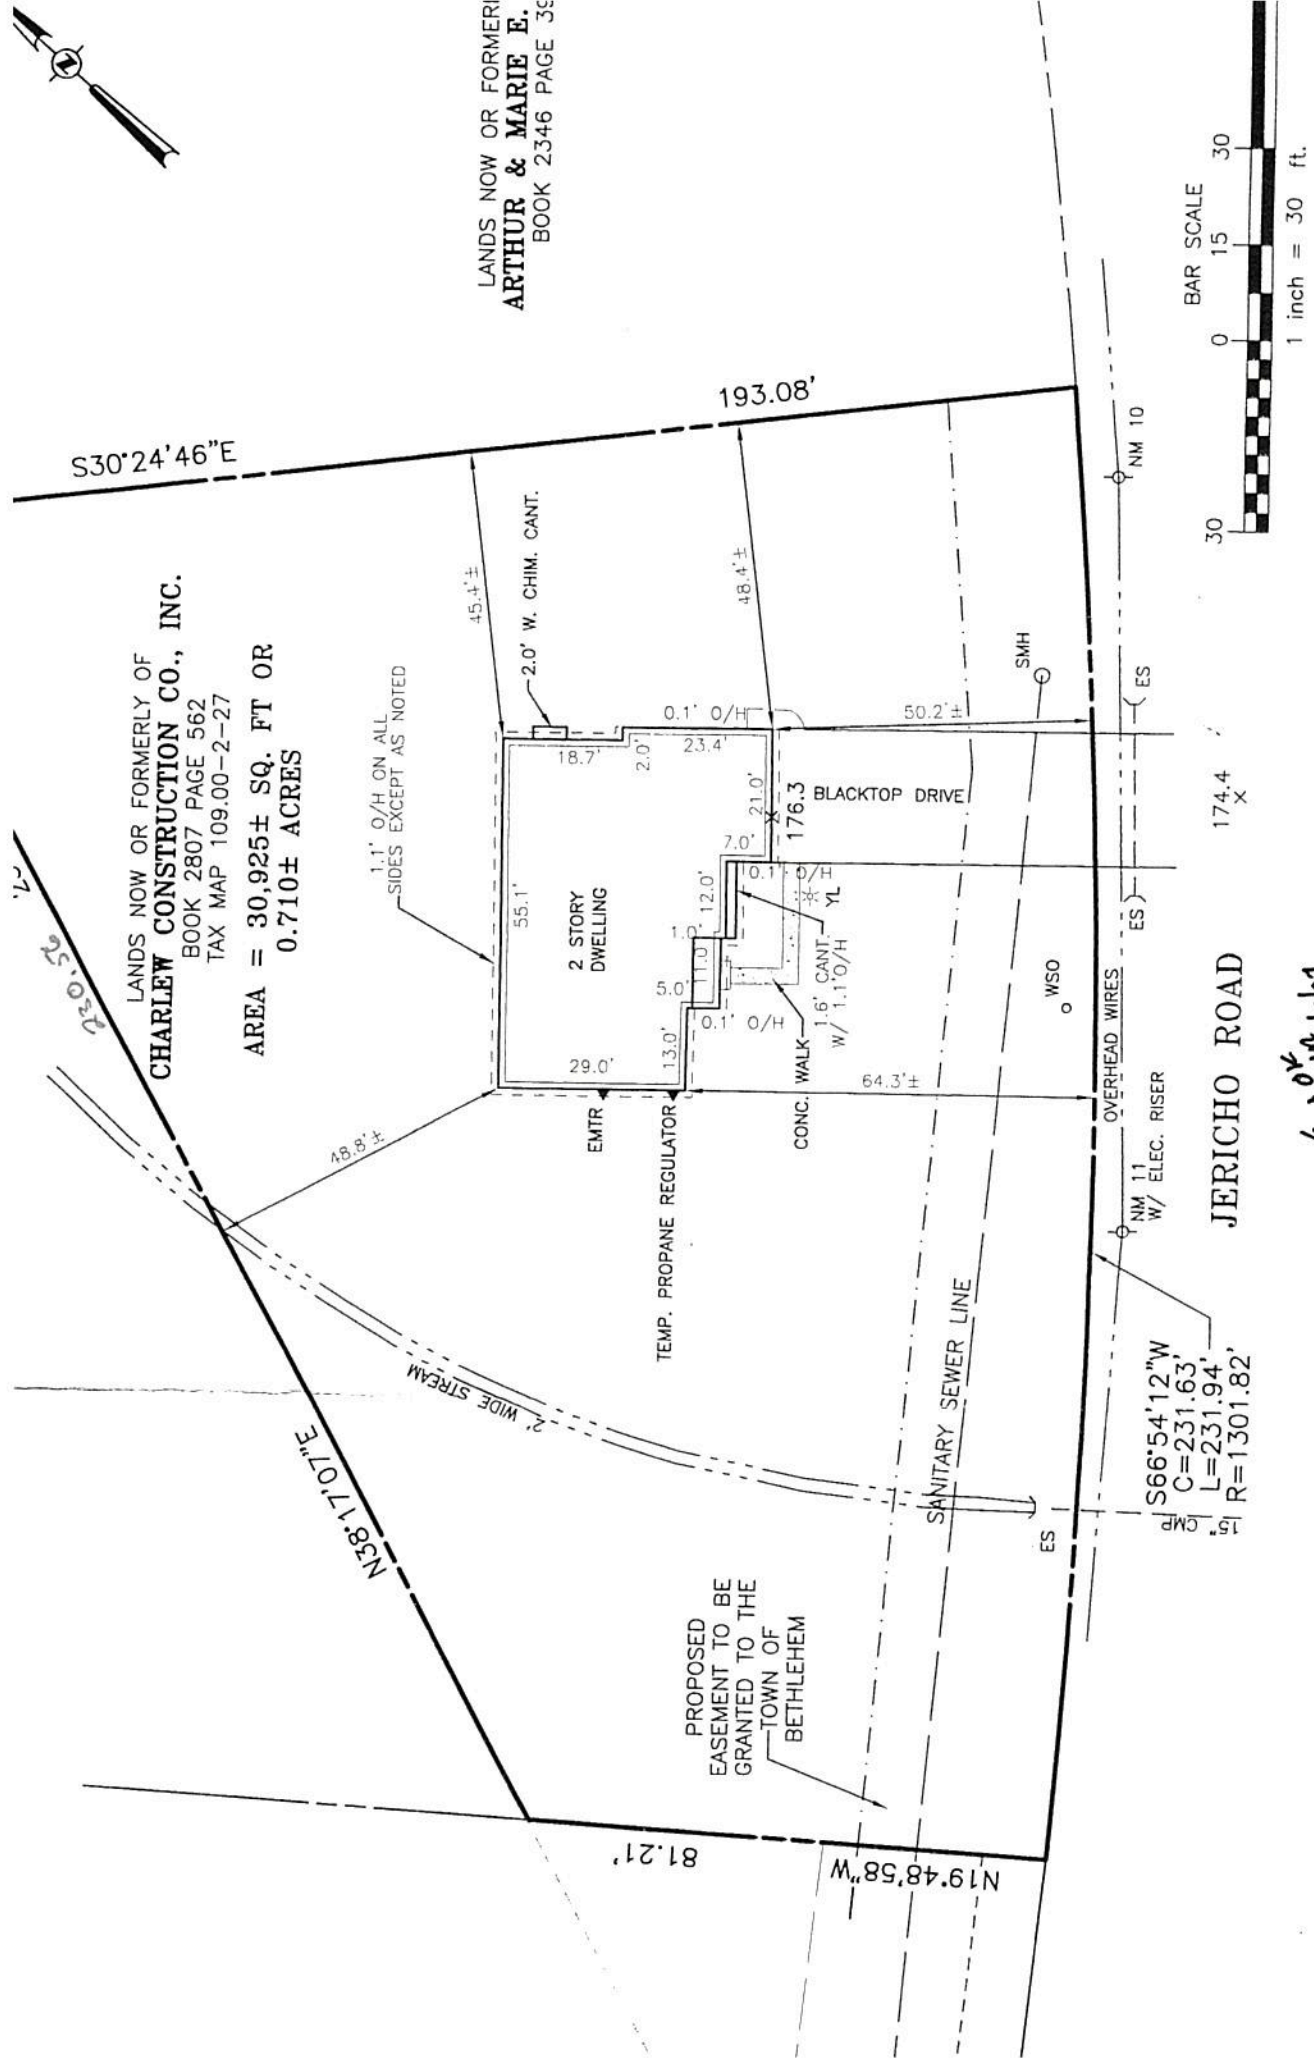 N
LANDS NOW OR FORMERL
ARTHUR & MARIE E.
BOOK 2346 PAGE 39
S30°24'46"E
193.08'
LANDS NOW OR FORMERLY OF
CHARLEW CONSTRUCTION CO., INC.
BOOK 2807 PAGE 562
TAX MAP 109.00-2-27
AREA = 30,925± SQ. FT OR
0.710± ACRES
230.56
1.1' O/H ON ALL
SIDES EXCEPT AS NOTED
45.4'±
2.0' W. CHIM. CANT.
48.4'±
48.8'±
55.1'
18.7'
2.0'
23.4'
0.1' O/H
50.2'±
2 STORY
DWELLING
21.0'
176.3
BLACKTOP DRIVE
7.0'
0.1' O/H
12.0'
1.0'
11.0'
5.0'
0.1' O/H
13.0'
29.0'
YL
1.6' CANT.
W/ 1.1'O/H
CONC. WALK
64.3'±
EMTR
TEMP. PROPANE REGULATOR
SMH
WSO
ES
ES
174.4
NM 10
OVERHEAD WIRES
NM 11
W/ ELEC. RISER
JERICHO ROAD
BAR SCALE
30 0 15 30
1 inch = 30 ft.
N38°17'07"E
2' WIDE STREAM
SANITARY SEWER LINE
ES
15" CMP
S66°54'12"W
C=231.63'
L=231.94'
R=1301.82'
PROPOSED
EASEMENT TO BE
GRANTED TO THE
TOWN OF
BETHLEHEM
81.21'
N19°48'58"W